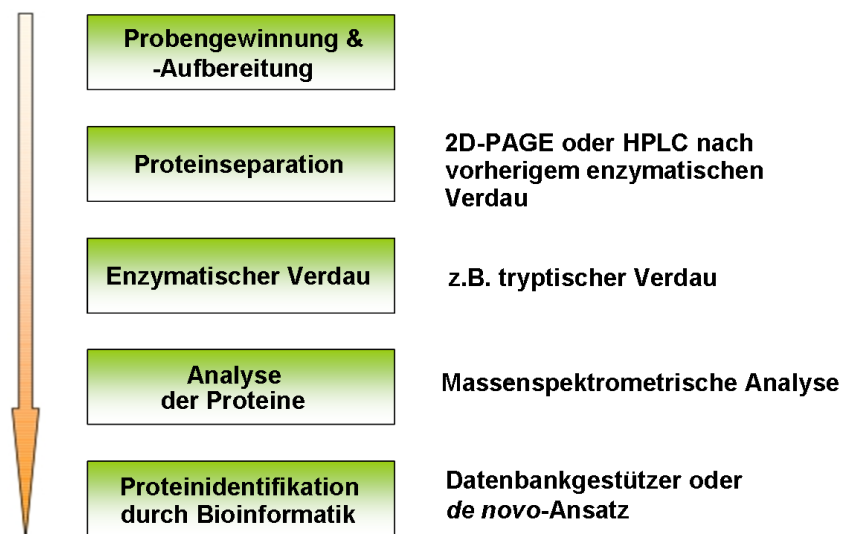 Probengewinnung &
-Aufbereitung
Proteinseparation
2D-PAGE oder HPLC nach
vorherigem enzymatischen
Verdau
Enzymatischer Verdau
z.B. tryptischer Verdau
Analyse
der Proteine
Massenspektrometrische Analyse
Proteinidentifikation
durch Bioinformatik
Datenbankgestützer oder
de novo-Ansatz